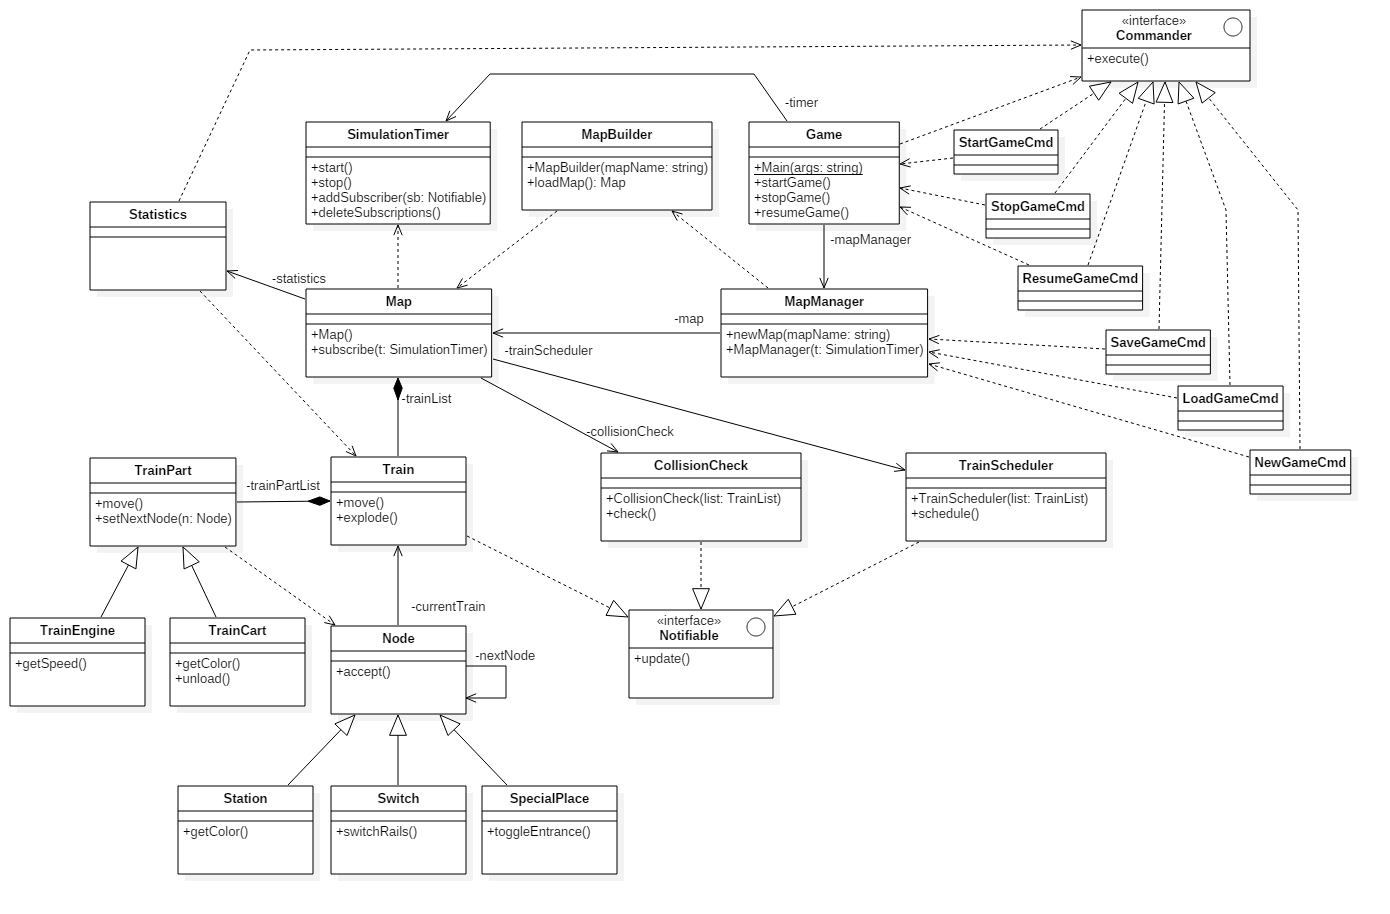 «interface»
Commander
+execute()
-timer
SimulationTimer
+start()
+stop()
+addSubscriber(sb: Notifiable)
+deleteSubscriptions()
MapBuilder
+MapBuilder(mapName: string)
+loadMap(): Map
Game
+Main(args: string)
+startGame()
+stopGame()
+resumeGame()
StartGameCmd
StopGameCmd
ResumeGameCmd
Statistics
-mapManager
-statistics
Map
+Map()
+subscribe(t: SimulationTimer)
-map
MapManager
+newMap(mapName: string)
+MapManager(t: SimulationTimer)
SaveGameCmd
LoadGameCmd
NewGameCmd
-trainScheduler
-trainList
-collisionCheck
TrainPart
+move()
+setNextNode(n: Node)
-trainPartList
Train
+move()
+explode()
CollisionCheck
+CollisionCheck(list: TrainList)
+check()
TrainScheduler
+TrainScheduler(list: TrainList)
+schedule()
-currentTrain
TrainEngine
+getSpeed()
TrainCart
+getColor()
+unload()
Node
+accept()
-nextNode
«interface»
Notifiable
+update()
Station
+getColor()
Switch
+switchRails()
SpecialPlace
+toggleEntrance()